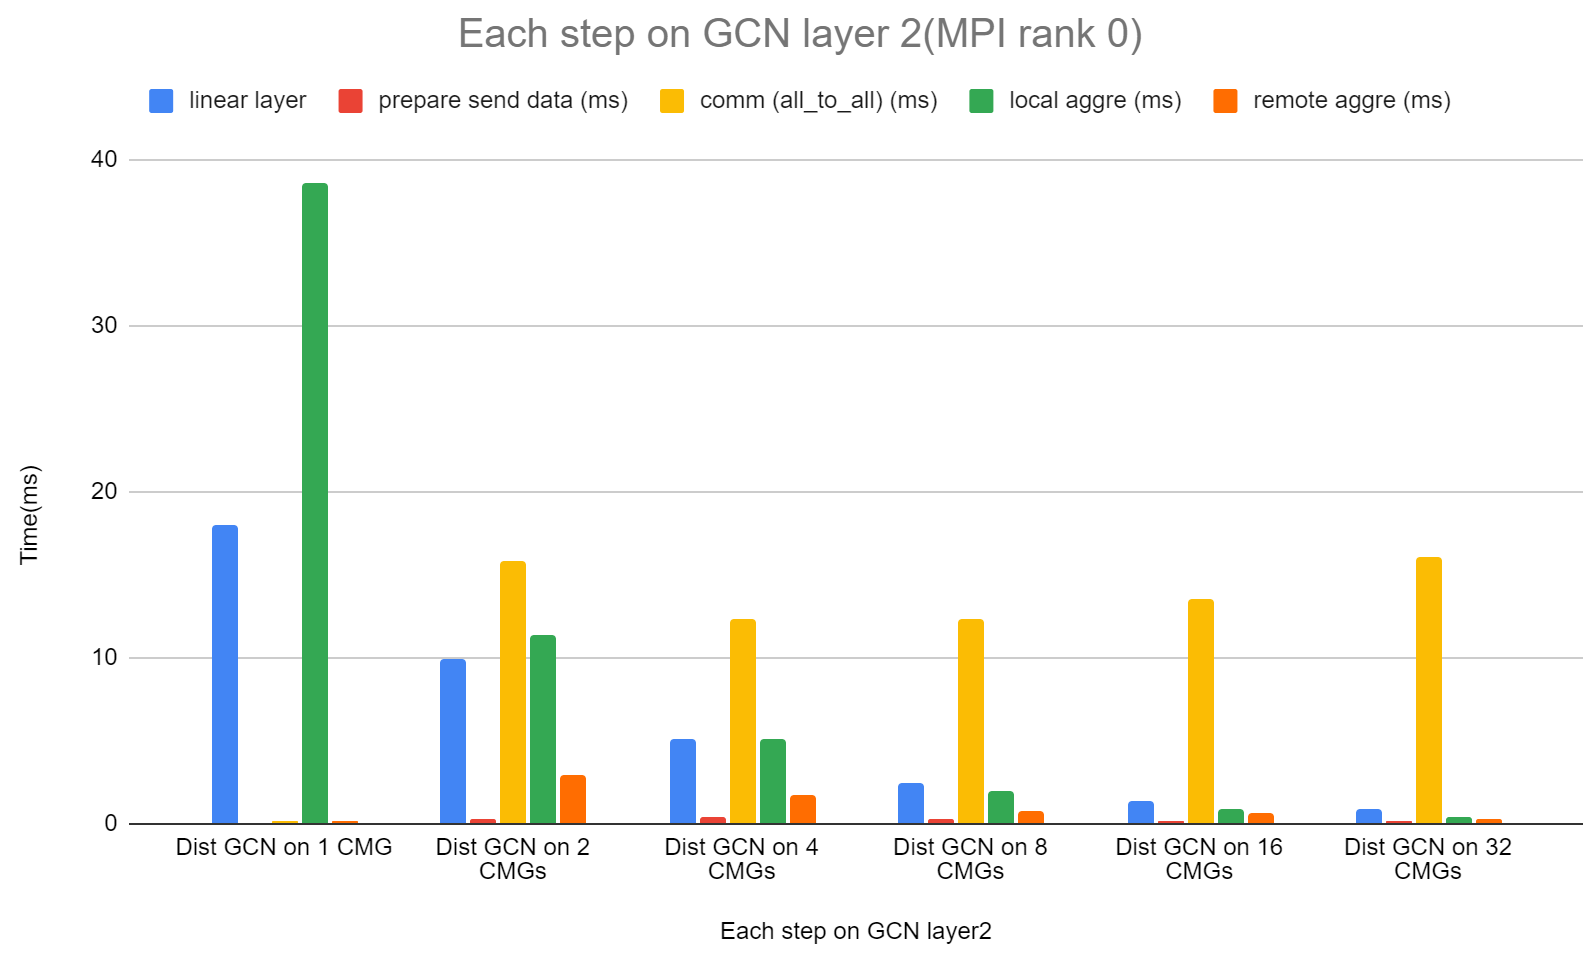 Each step on GCN layer 2(MPI rank 0)
linear layer prepare send data (ms) comm (all_to_all) (ms) local aggre (ms) remote aggre (ms)
40
30
20
10
0
Time(ms)
Dist GCN on 1 CMG
Dist GCN on 2
CMGs
Dist GCN on 4
CMGs
Dist GCN on 8
CMGs
Dist GCN on 16
CMGs
Dist GCN on 32
CMGs
Each step on GCN layer2